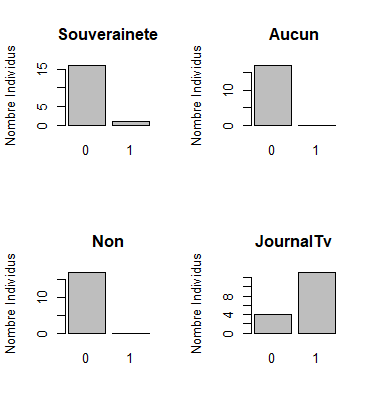 Souverainete
Nombre Individus
0 5 15
0 1
Aucun
Nombre Individus
0 10
0 1
Non
Nombre Individus
0 10
0 1
JournalTv
Nombre Individus
0 4 8
0 1